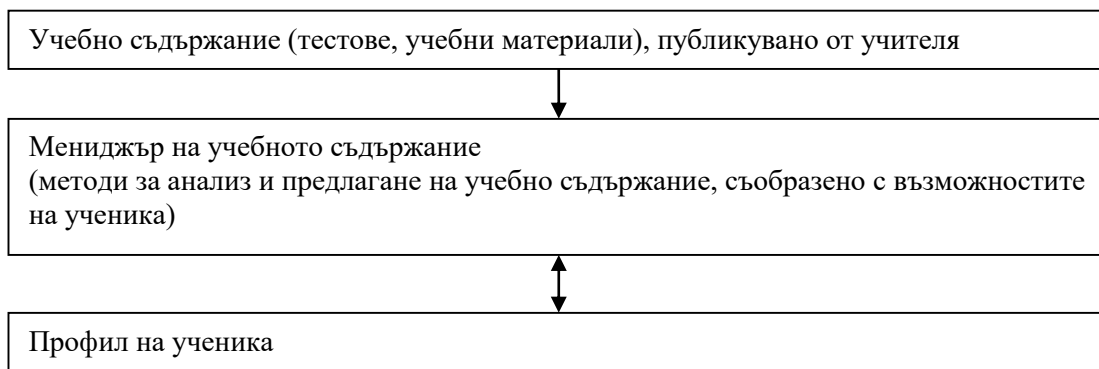 Учебно съдържание (тестове, учебни материали), публикувано от учителя
Мениджър на учебното съдържание
(методи за анализ и предлагане на учебно съдържание, съобразено с възможностите
на ученика)
Профил на ученика